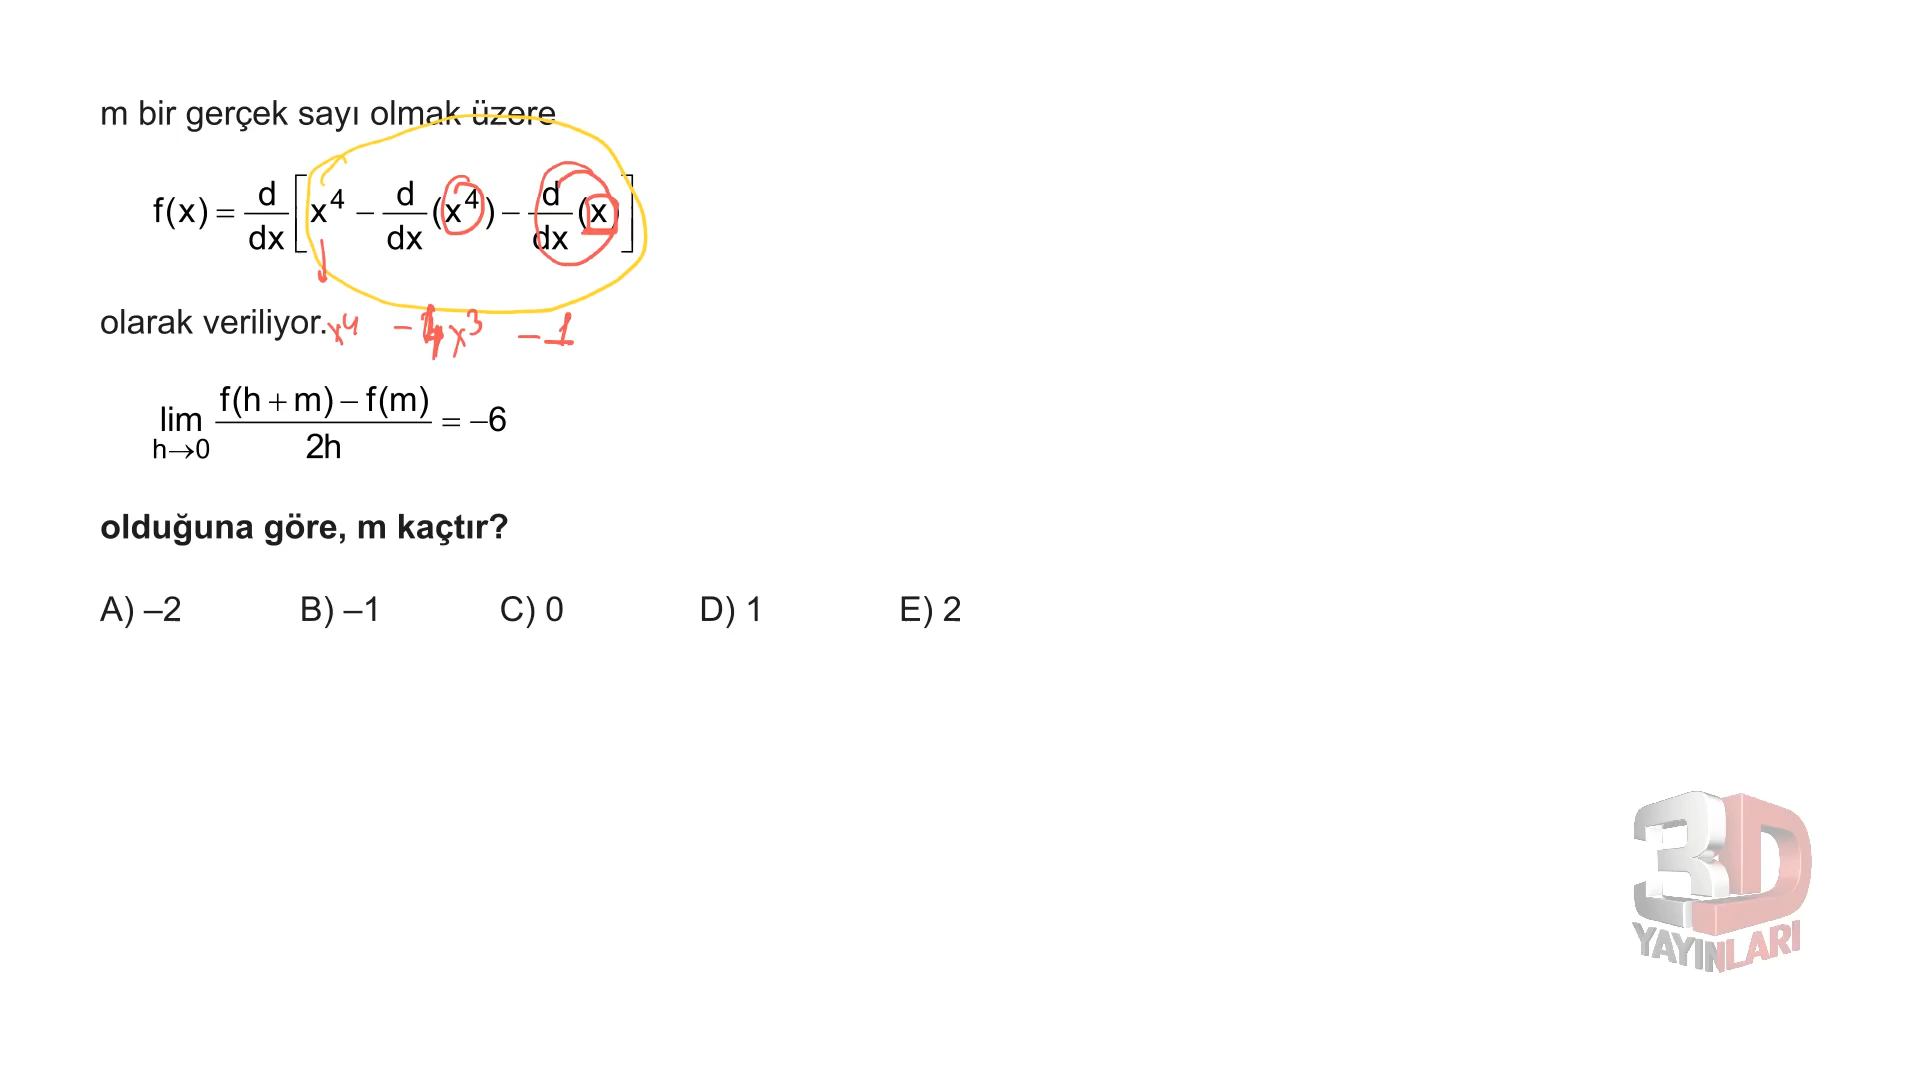 m bir gerçek sayı olmak üzere
f(x) = d/dx [x⁴ − d/dx (x⁴) − d/dx (x)]
olarak veriliyor. x⁴ − 4x³ − 1
lim h→0 f(h + m) − f(m) / 2h = −6
olduğuna göre, m kaçtır?
A) –2 B) –1 C) 0 D) 1 E) 2
3D
YAYINLARI